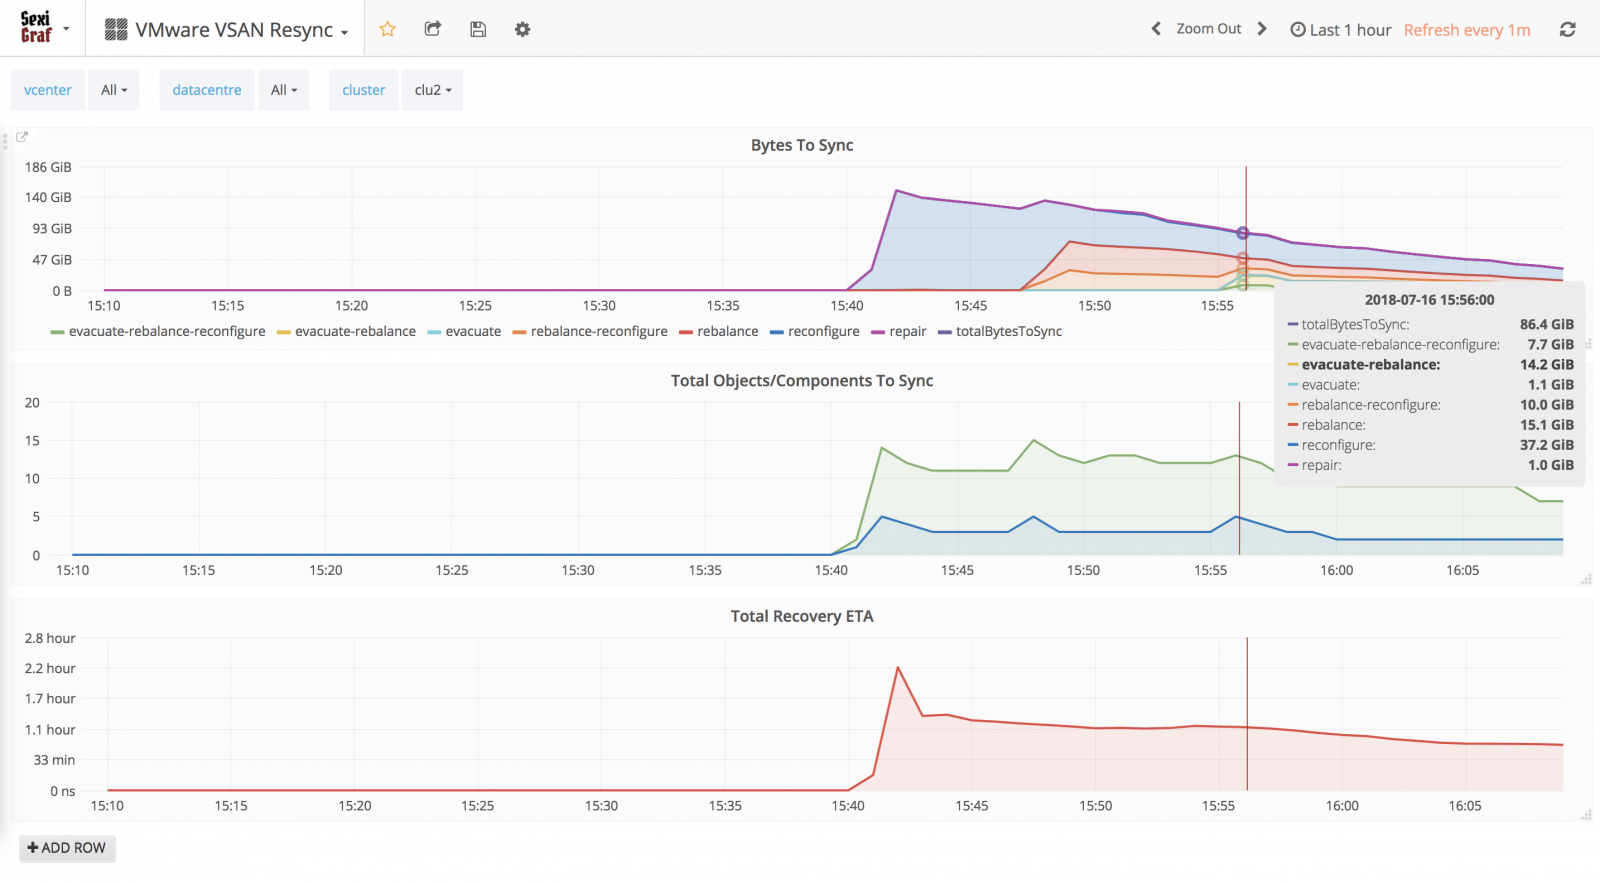 Sexi
Graf
VMware VSAN Resync
Zoom Out
Last 1 hour
Refresh every 1m
vcenter All datacentre All cluster clu2
Bytes To Sync
186 GiB
140 GiB
93 GiB
47 GiB
0 B
15:10 15:15 15:20 15:25 15:30 15:35 15:40 15:45 15:50 15:55
evacuate-rebalance-reconfigure evacuate-rebalance evacuate rebalance-reconfigure rebalance reconfigure repair totalBytesToSync
2018-07-16 15:56:00
totalBytesToSync: 86.4 GiB
evacuate-rebalance-reconfigure: 7.7 GiB
evacuate-rebalance: 14.2 GiB
evacuate: 1.1 GiB
rebalance-reconfigure: 10.0 GiB
rebalance: 15.1 GiB
reconfigure: 37.2 GiB
repair: 1.0 GiB
Total Objects/Components To Sync
20
15
10
5
0
15:10 15:15 15:20 15:25 15:30 15:35 15:40 15:45 15:50 15:55 16:00 16:05
Total Recovery ETA
2.8 hour
2.2 hour
1.7 hour
1.1 hour
33 min
0 ns
15:10 15:15 15:20 15:25 15:30 15:35 15:40 15:45 15:50 15:55 16:00 16:05
ADD ROW